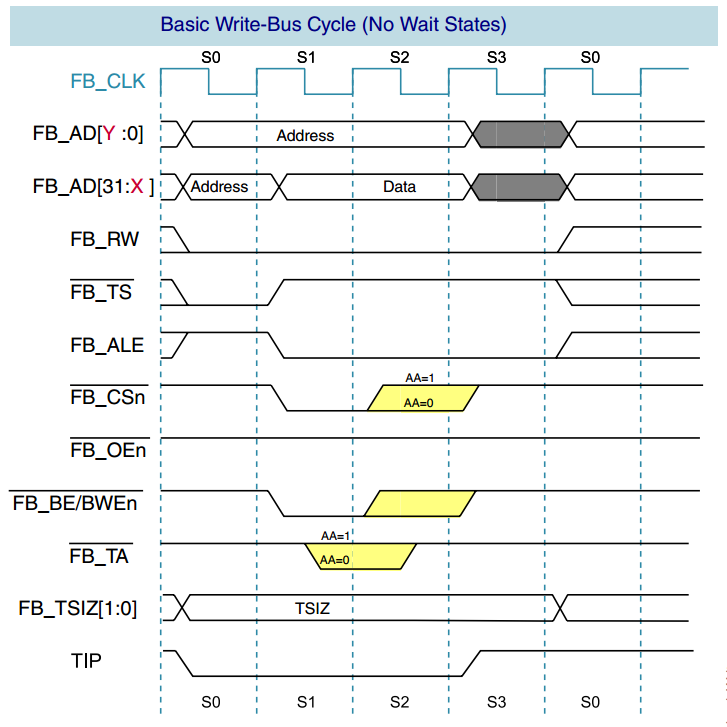 Basic Write-Bus Cycle (No Wait States)
S0 S1 S2 S3 S0
FB_CLK
FB_AD[Y :0] Address
FB_AD[31:X ] Address Data
FB_RW
FB_TS
FB_ALE
AA=1
FB_CSn AA=0
FB_OEn
FB_BE/BWEn
AA=1
FB_TA AA=0
FB_TSIZ[1:0] TSIZ
TIP
S0 S1 S2 S3 S0